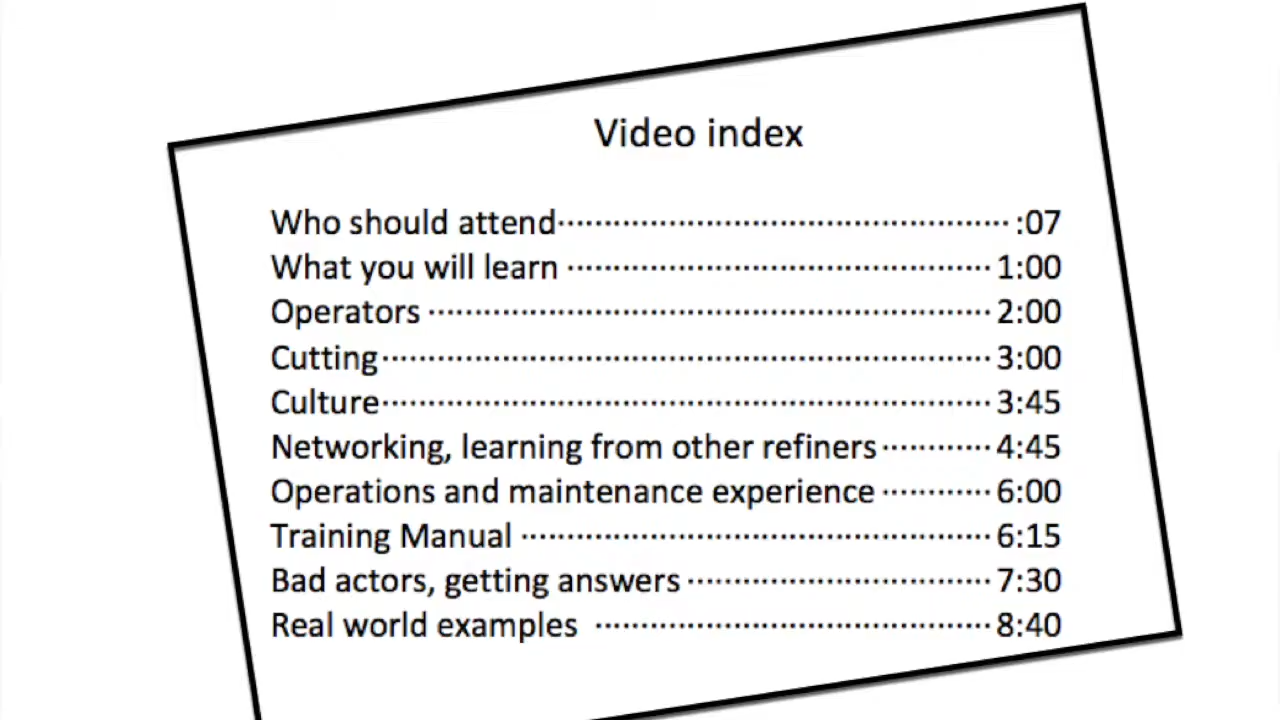 Video index
Who should attend································································ :07
What you will learn ······························································ 1:00
Operators ········································································ 2:00
Cutting··········································································· 3:00
Culture··········································································· 3:45
Networking, learning from other refiners············ 4:45
Operations and maintenance experience ············ 6:00
Training Manual ··················································· 6:15
Bad actors, getting answers ································· 7:30
Real world examples ··········································· 8:40